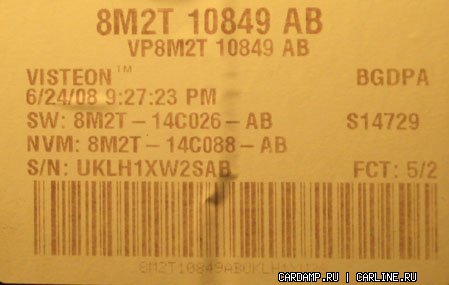 8M2T 10849 AB
VP8M2T 10849 AB
VISTEON™ BGDPA
6/24/08 9:27:23 PM
SW: 8M2T-14C026-AB S14729
NVM: 8M2T-14C088-AB
S/N: UKLH1XW2SAB FCT: 5/2
8M2T10849ABUKLH1
CARDAMP.RU | CARLINE.RU